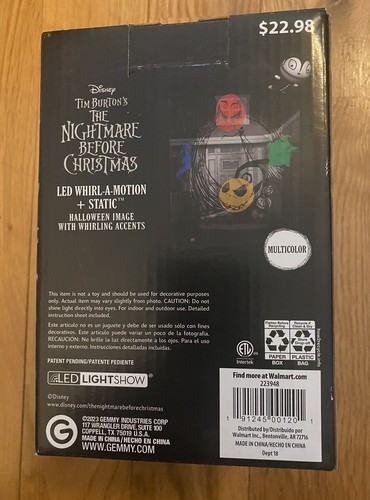 $22.98
Disney
TIM BURTON'S
THE
NIGHTMARE
BEFORE
CHRISTMAS
LED WHIRL-A-MOTION
+ STATIC™
HALLOWEEN IMAGE
WITH WHIRLING ACCENTS
MULTICOLOR
This item is not a toy and should be used for decorative purposes
only. Actual item may vary slightly from photo. CAUTION: Do not
shine light directly into eyes. For indoor and outdoor use. Detailed
instruction sheet included.
Este artículo no es un juguete y debe de ser usado sólo con fines
decorativos. Este artículo puede variar un poco de la fotografía.
RECAUCIÓN: No brille la luz directamente a los ojos. Para el uso
interno y externo. Instrucciones detalladas incluidas.
PATENT PENDING/PATENTE PEDIENTE
LED LIGHTSHOW®
ETL
Intertek
PAPER
BOX
PLASTIC
BAG
©Disney
www.disney.com/thenightmarebeforechristmas
G
©2023 GEMMY INDUSTRIES CORP
117 WRANGLER DRIVE, SUITE 100
COPPELL, TX 75019 U.S.A.
MADE IN CHINA/HECHO EN CHINA
WWW.GEMMY.COM
Find more at Walmart.com
223948
1 91245 00120 1
Distributed by/Distribuido por
Walmart Inc., Bentonville, AR 72716
MADE IN CHINA/HECHO EN CHINA
Dept 18